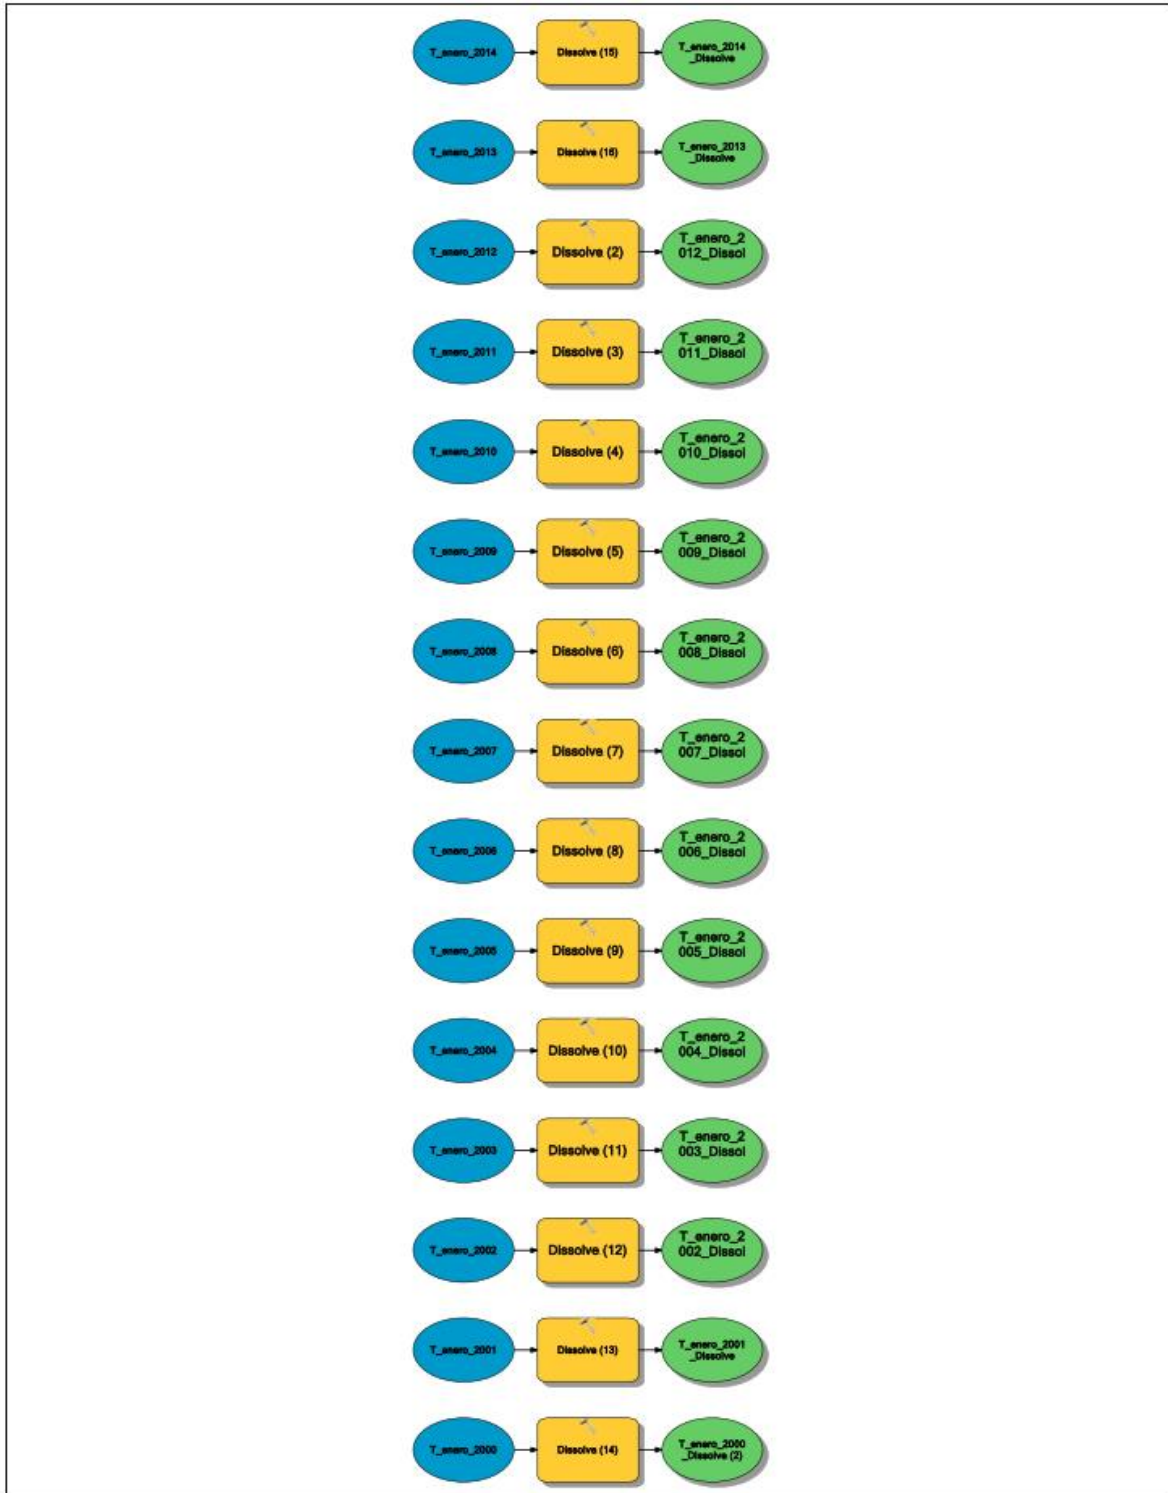 T_enero_2014
Dissolve (15)
T_enero_2014
_Dissolve
T_enero_2013
Dissolve (16)
T_enero_2013
_Dissolve
T_enero_2012
Dissolve (2)
T_enero_2
012_Dissol
T_enero_2011
Dissolve (3)
T_enero_2
011_Dissol
T_enero_2010
Dissolve (4)
T_enero_2
010_Dissol
T_enero_2009
Dissolve (5)
T_enero_2
009_Dissol
T_enero_2008
Dissolve (6)
T_enero_2
008_Dissol
T_enero_2007
Dissolve (7)
T_enero_2
007_Dissol
T_enero_2006
Dissolve (8)
T_enero_2
006_Dissol
T_enero_2005
Dissolve (9)
T_enero_2
005_Dissol
T_enero_2004
Dissolve (10)
T_enero_2
004_Dissol
T_enero_2003
Dissolve (11)
T_enero_2
003_Dissol
T_enero_2002
Dissolve (12)
T_enero_2
002_Dissol
T_enero_2001
Dissolve (13)
T_enero_2001
_Dissolve
T_enero_2000
Dissolve (14)
T_enero_2000
_Dissolve (2)